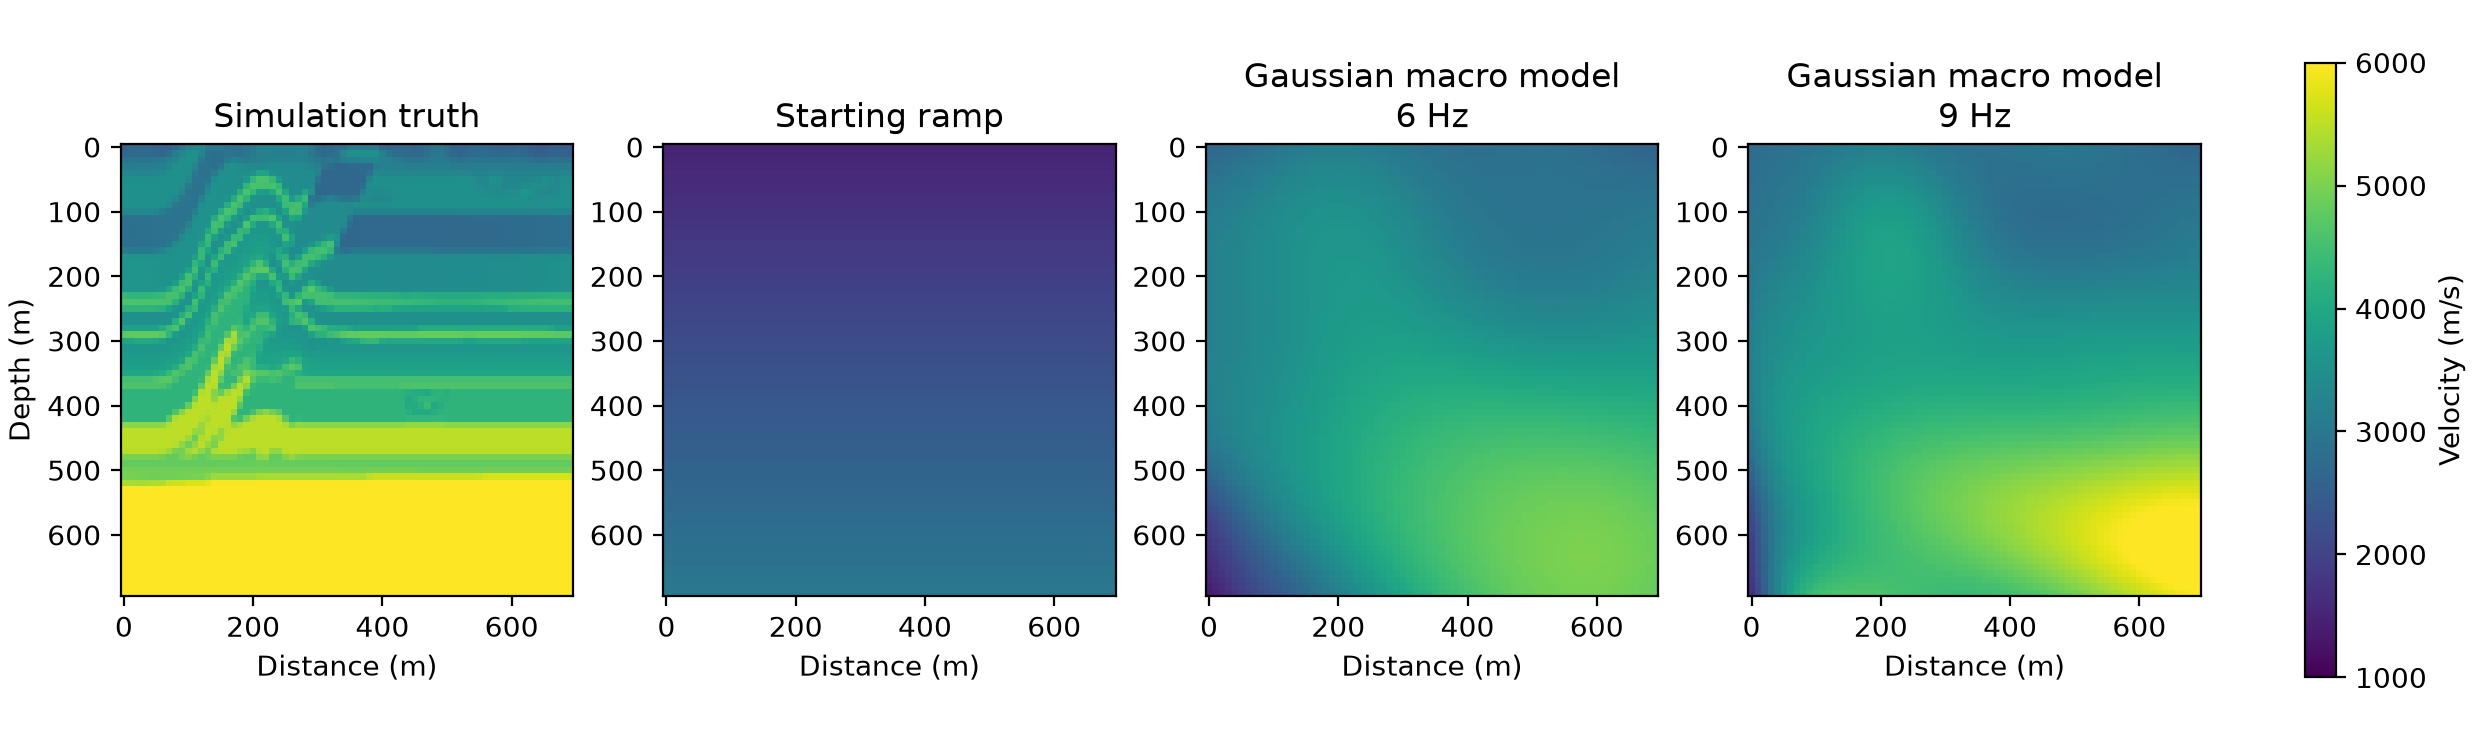 Simulation truth
Starting ramp
Gaussian macro model
6 Hz
Gaussian macro model
9 Hz
Depth (m)
0
100
200
300
400
500
600
0 200 400 600
Distance (m)
0
100
200
300
400
500
600
0 200 400 600
Distance (m)
0
100
200
300
400
500
600
0 200 400 600
Distance (m)
0
100
200
300
400
500
600
0 200 400 600
Distance (m)
6000
5000
4000
3000
2000
1000
Velocity (m/s)